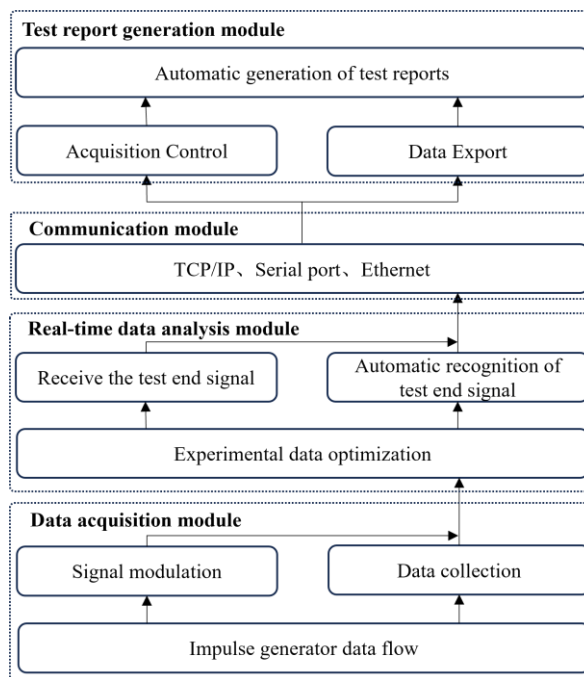 Test report generation module
Automatic generation of test reports
Acquisition Control
Data Export
Communication module
TCP/IP、Serial port、Ethernet
Real-time data analysis module
Receive the test end signal
Automatic recognition of
test end signal
Experimental data optimization
Data acquisition module
Signal modulation
Data collection
Impulse generator data flow